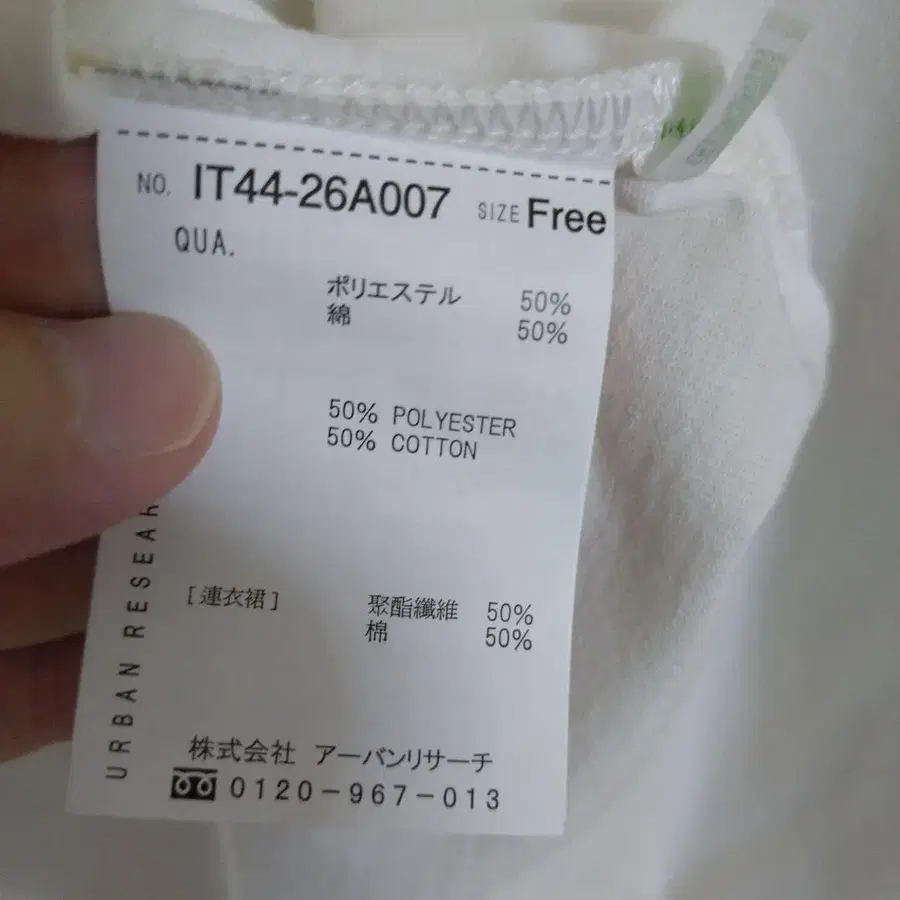 NO. IT44-26A007 SIZE Free
QUA.
ポリエステル 50%
綿 50%
50% POLYESTER
50% COTTON
[連衣裙] 聚酯纖維 50%
棉 50%
株式会社 アーバンリサーチ
0120-967-013
URBAN RESEAR